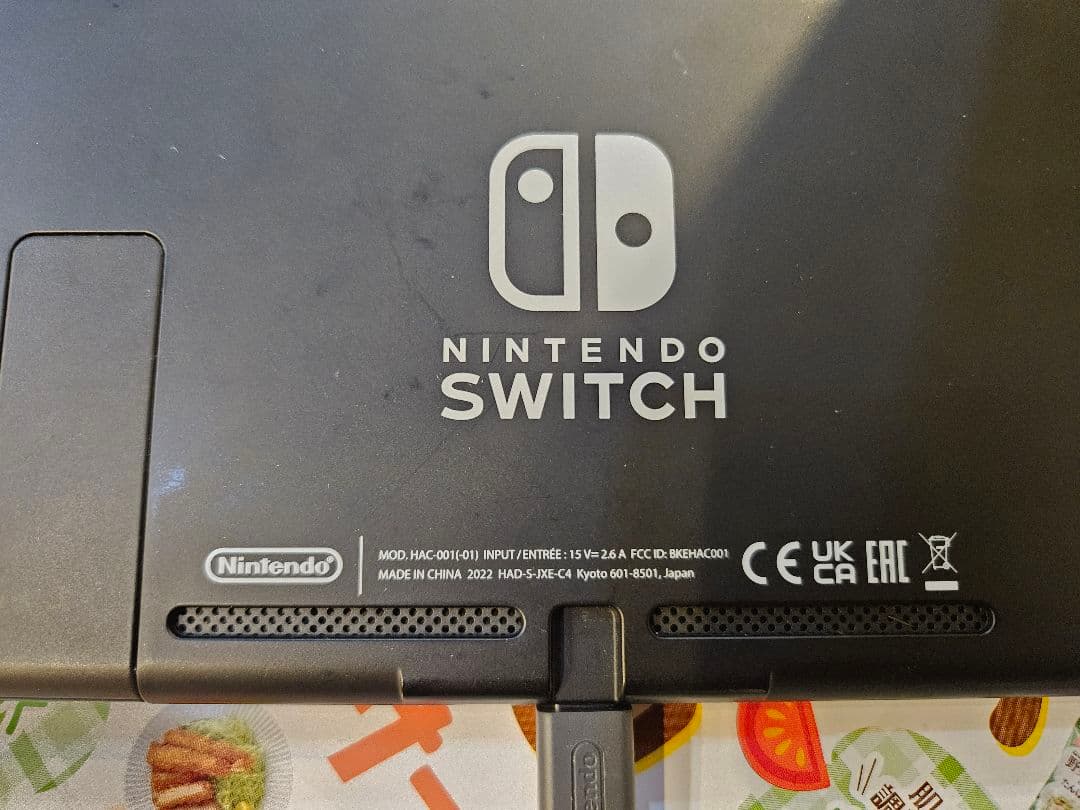 NINTENDO
SWITCH
Nintendo
MOD. HAC-001(-01) INPUT / ENTRÉE : 15 V⎓ 2.6 A FCC ID: BKEHAC001
MADE IN CHINA 2022 HAD-S-JXE-C4 Kyoto 601-8501, Japan
CE UK CA EAC